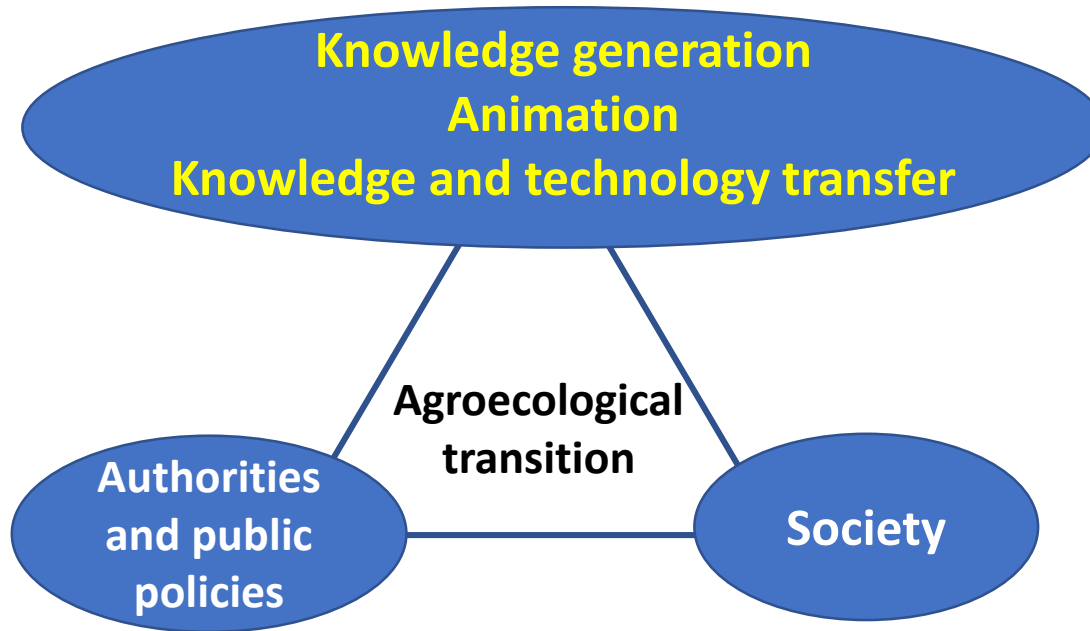 Knowledge generation
Animation
Knowledge and technology transfer
Agroecological
transition
Authorities
and public
policies
Society